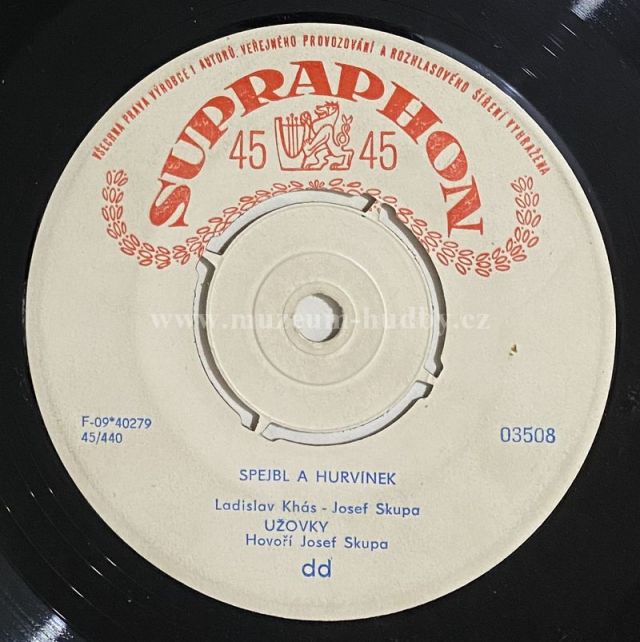 VŠECHNA PRÁVA VÝROBCE I AUTORŮ. VEŘEJNÉHO PROVOZOVÁNÍ A ROZHLASOVÉHO ŠÍŘENÍ VYHRAŽENA
SUPRAPHON
45 45
www.muzeum-hudby.cz
F-09*40279
45/440
03508
SPEJBL A HURVÍNEK
Ladislav Khás - Josef Skupa
UŽOVKY
Hovoří Josef Skupa
dd